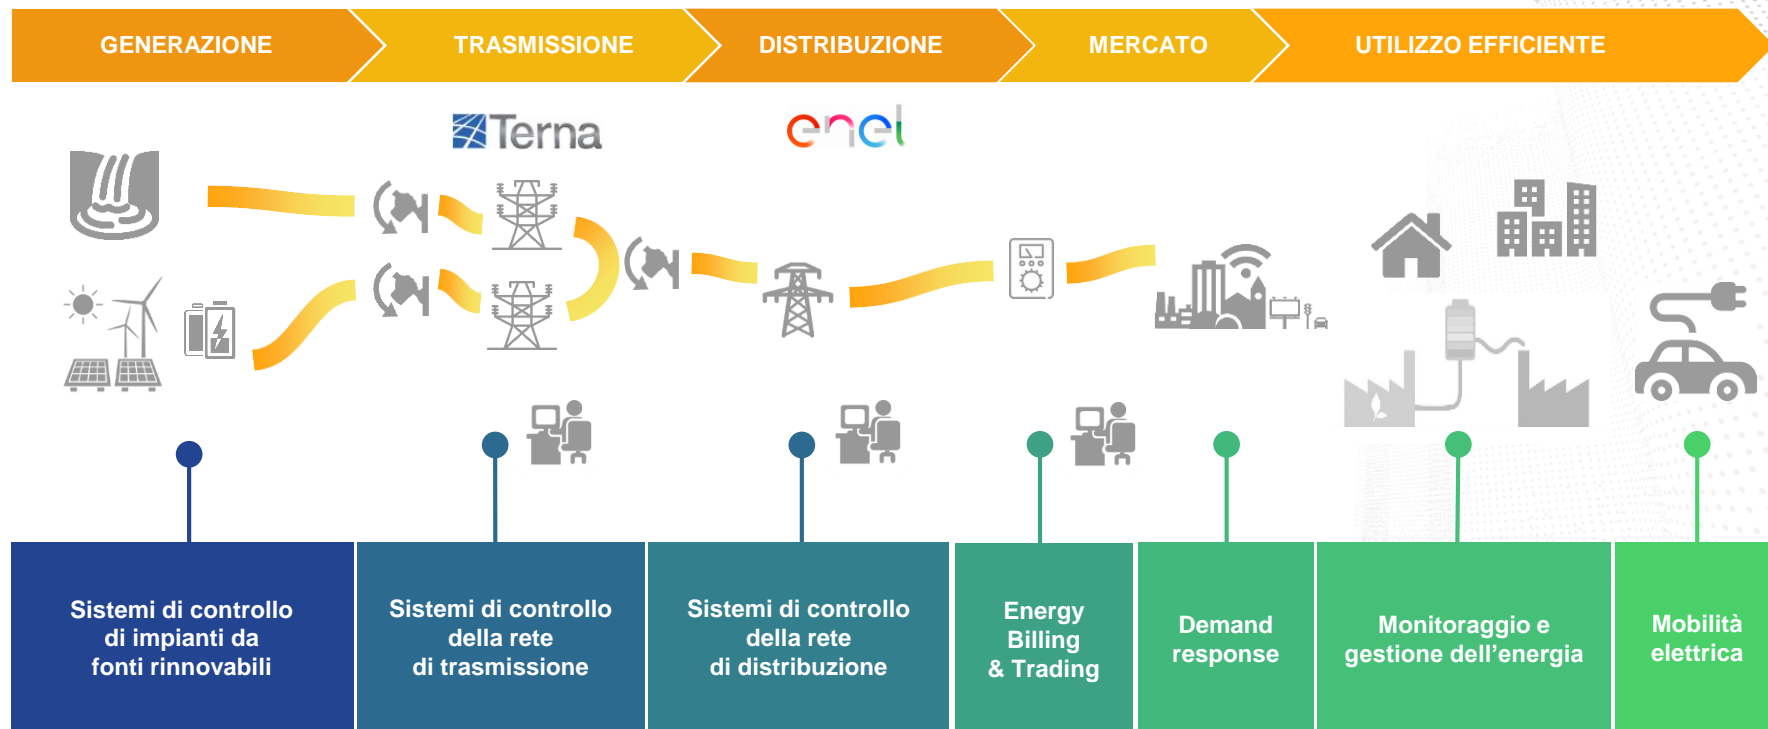 GENERAZIONE
TRASMISSIONE
DISTRIBUZIONE
MERCATO
UTILIZZO EFFICIENTE
Terna
enel
Sistemi di controllo
di impianti da
fonti rinnovabili
Sistemi di controllo
della rete
di trasmissione
Sistemi di controllo
della rete
di distribuzione
Energy
Billing
& Trading
Demand
response
Monitoraggio e
gestione dell’energia
Mobilità
elettrica